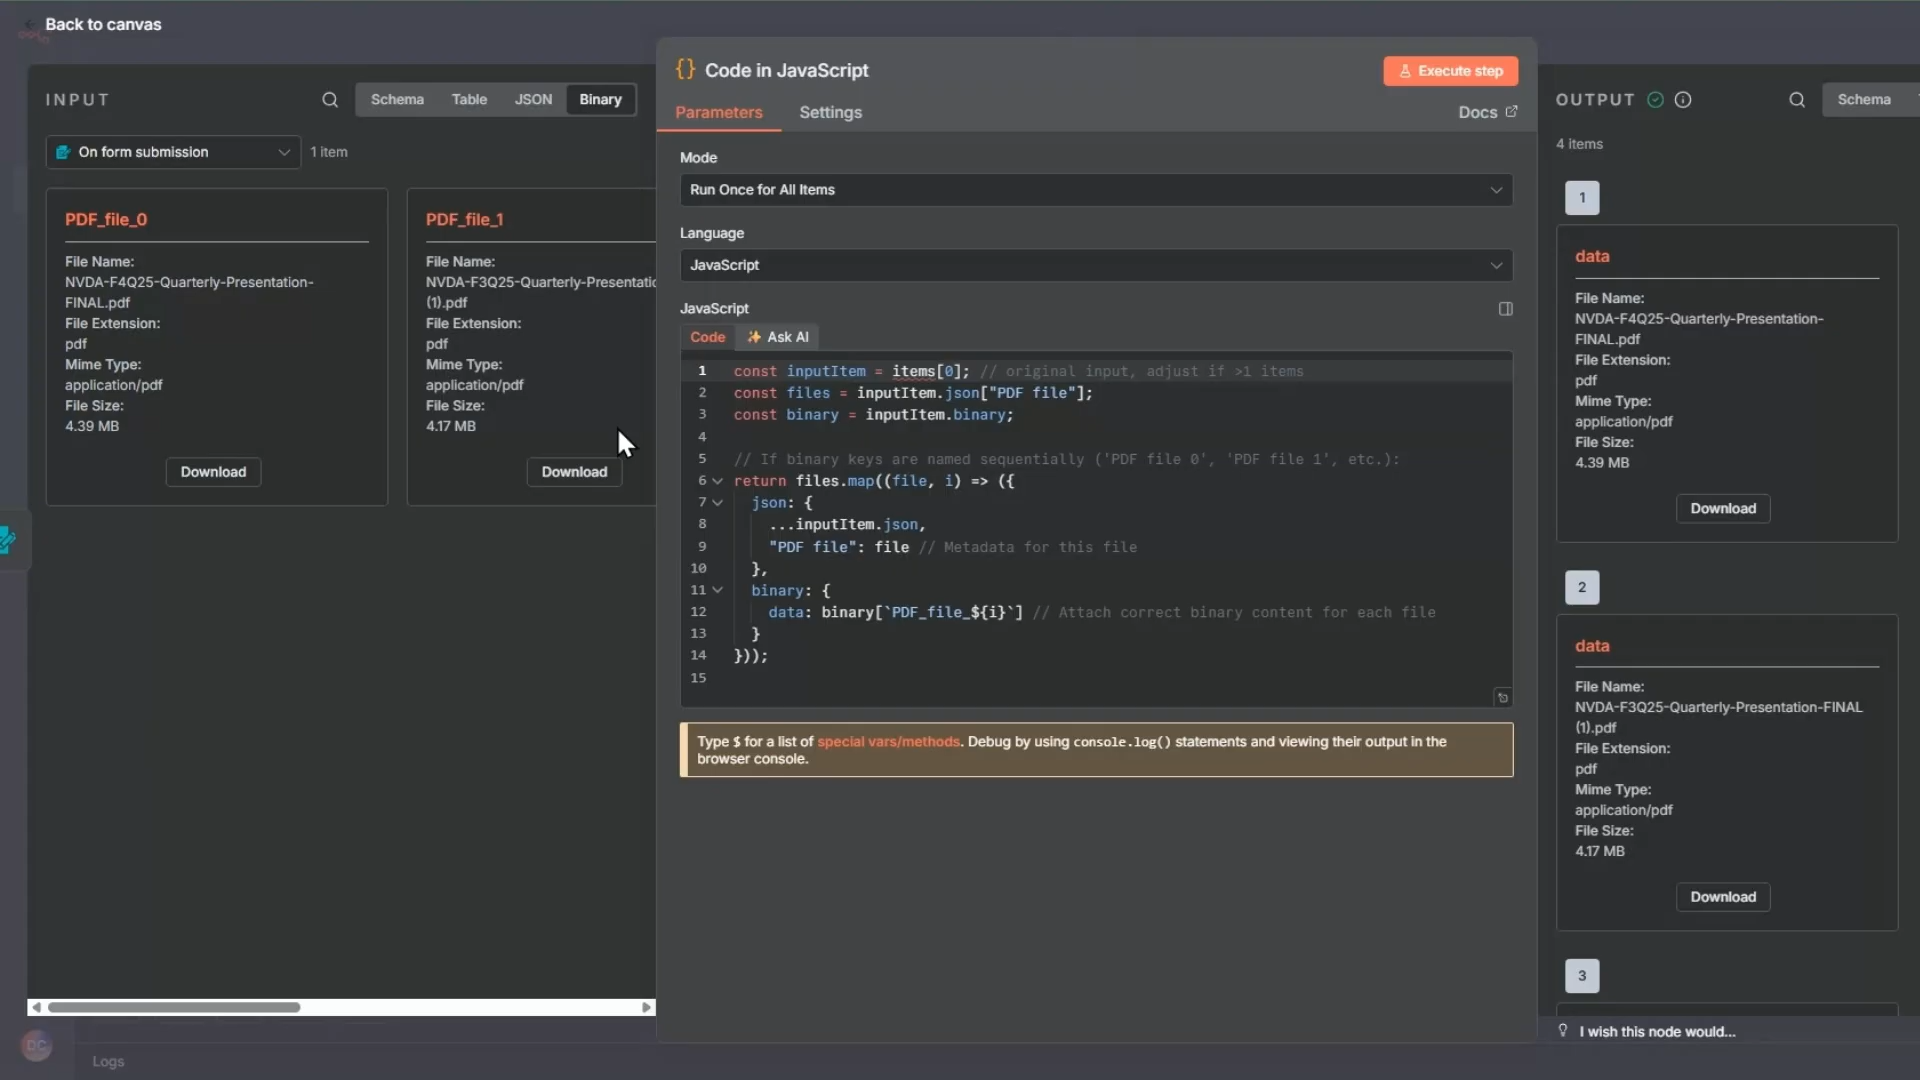 Back to canvas
INPUT
Schema
Table
JSON
Binary
On form submission
1 item
PDF_file_0
File Name:
NVDA-F4Q25-Quarterly-Presentation-
FINAL.pdf
File Extension:
pdf
Mime Type:
application/pdf
File Size:
4.39 MB
Download
PDF_file_1
File Name:
NVDA-F3Q25-Quarterly-Presentatio
(1).pdf
File Extension:
pdf
Mime Type:
application/pdf
File Size:
4.17 MB
Download
{} Code in JavaScript
Execute step
Parameters
Settings
Docs
Mode
Run Once for All Items
Language
JavaScript
JavaScript
Code
Ask AI
1 const inputItem = items[0]; // original input, adjust if >1 items
2 const files = inputItem.json["PDF file"];
3 const binary = inputItem.binary;
4
5 // If binary keys are named sequentially ('PDF file 0', 'PDF file 1', etc.):
6 return files.map((file, i) => ({
7 json: {
8 ...inputItem.json,
9 "PDF file": file // Metadata for this file
10 },
11 binary: {
12 data: binary[`PDF_file_${i}`] // Attach correct binary content for each file
13 }
14 }));
15
Type $ for a list of special vars/methods. Debug by using console.log() statements and viewing their output in the
browser console.
OUTPUT
Schema
4 items
1
data
File Name:
NVDA-F4Q25-Quarterly-Presentation-
FINAL.pdf
File Extension:
pdf
Mime Type:
application/pdf
File Size:
4.39 MB
Download
2
data
File Name:
NVDA-F3Q25-Quarterly-Presentation-FINAL
(1).pdf
File Extension:
pdf
Mime Type:
application/pdf
File Size:
4.17 MB
Download
3
I wish this node would...
DC
Logs